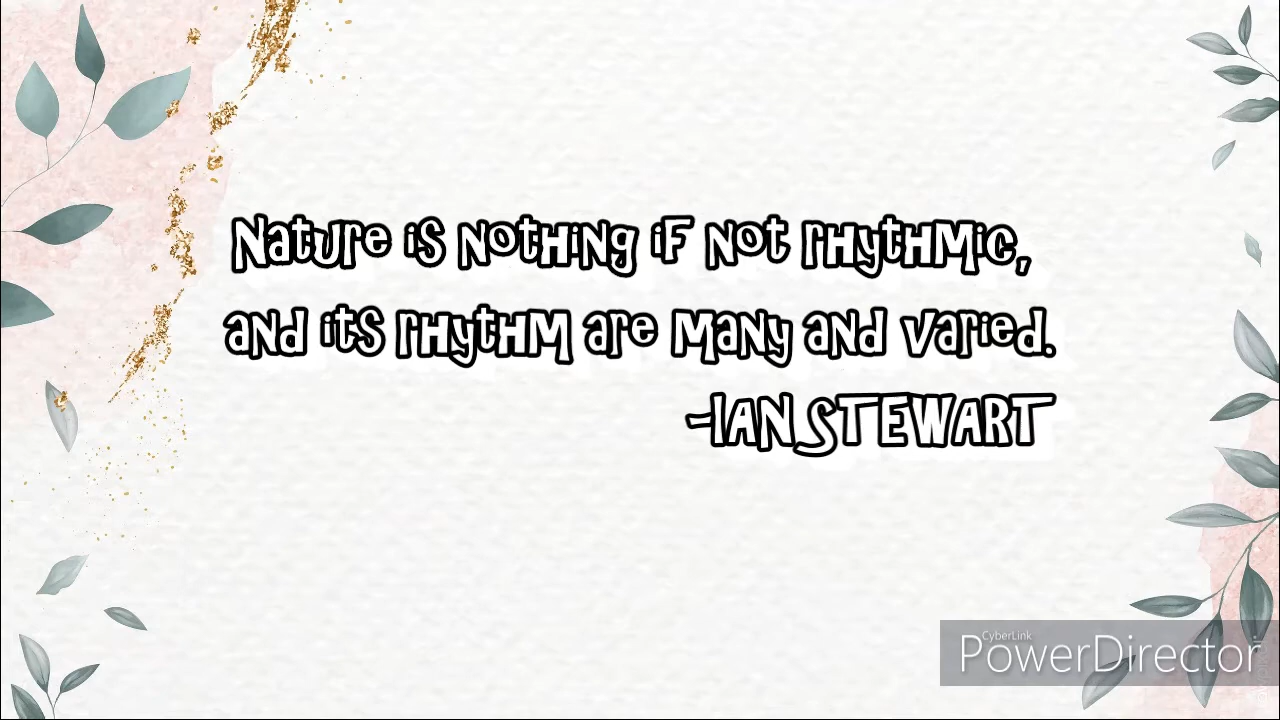 Nature is nothing if not rhythmic,
and its rhythm are many and varied.
-IAN STEWART
CyberLink
PowerDirector